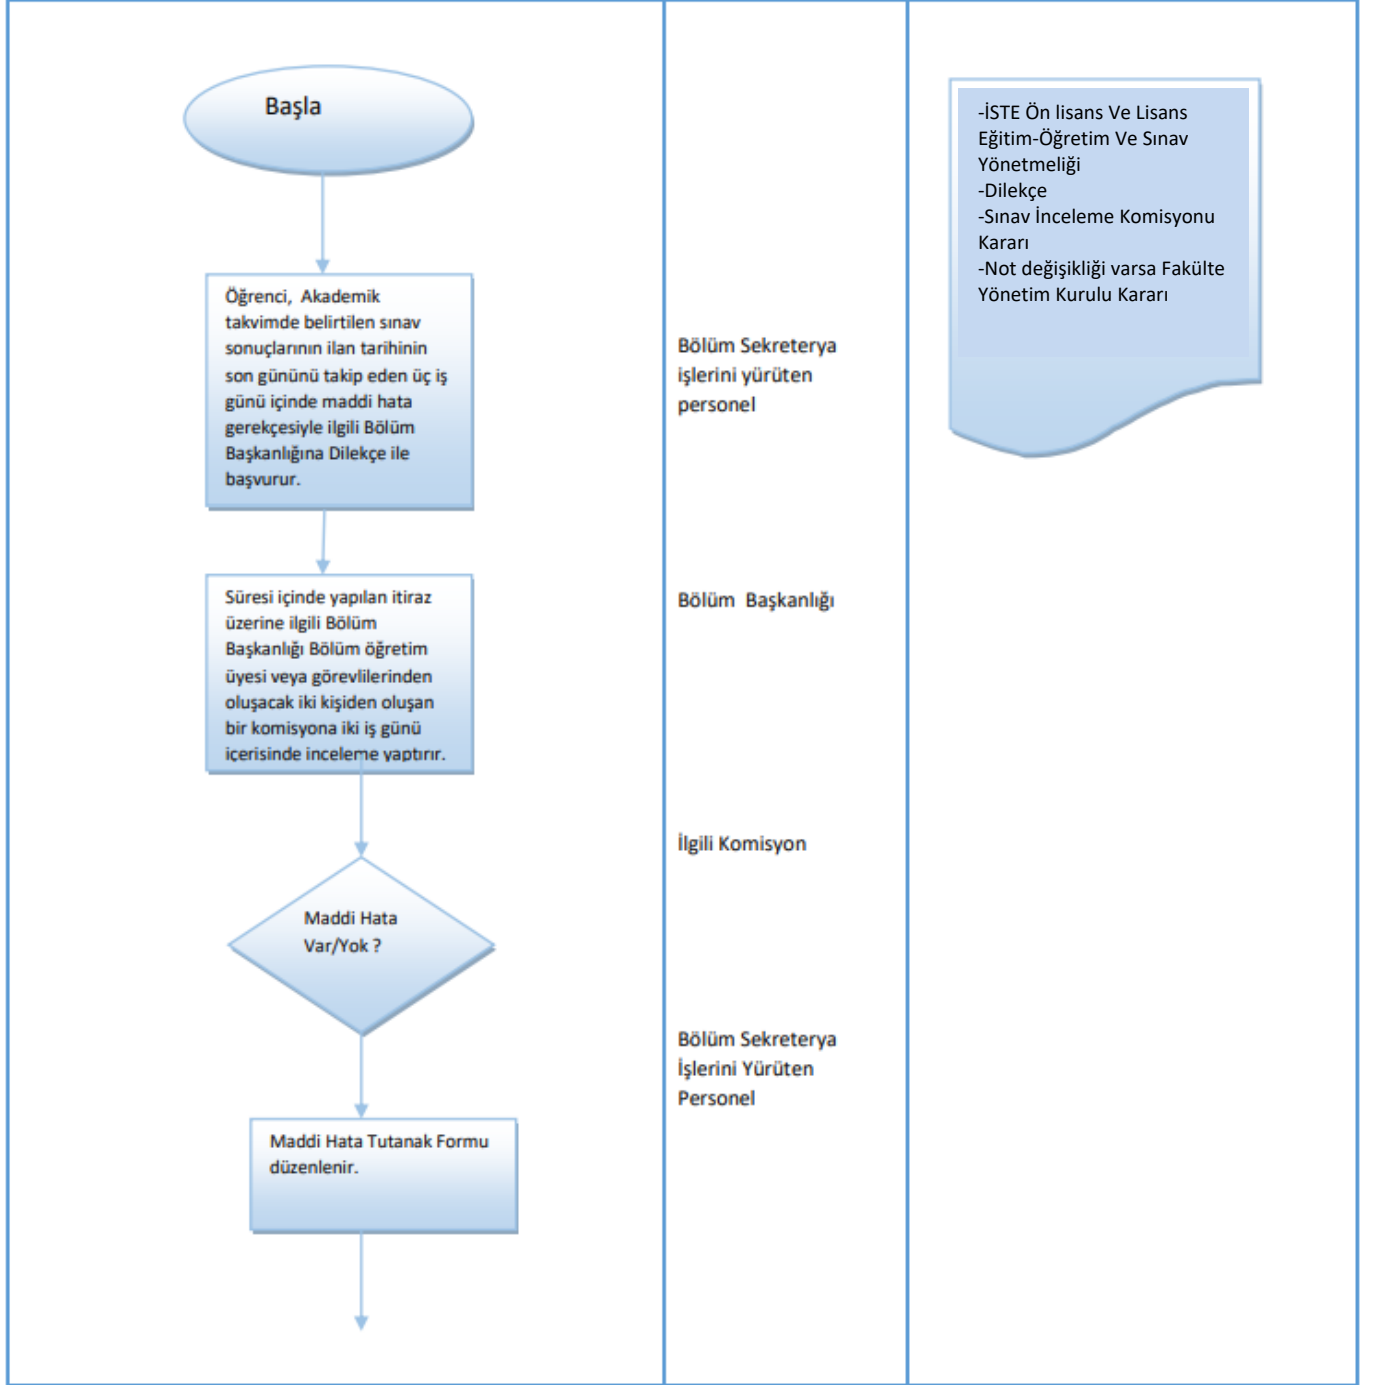 Başla
Öğrenci,  Akademik
takvimde belirtilen sınav
sonuçlarının ilan tarihinin
son gününü takip eden üç iş
günü içinde maddi hata
gerekçesiyle ilgili Bölüm
Başkanlığına Dilekçe ile
başvurur.
Süresi içinde yapılan itiraz
üzerine ilgili Bölüm
Başkanlığı Bölüm öğretim
üyesi veya görevlilerinden
oluşacak iki kişiden oluşan
bir komisyona iki iş günü
içerisinde inceleme yaptırır.
Maddi Hata
Var/Yok ?
Maddi Hata Tutanak Formu
düzenlenir.
Bölüm Sekreterya
işlerini yürüten
personel
Bölüm  Başkanlığı
İlgili Komisyon
Bölüm Sekreterya
İşlerini Yürüten
Personel
-İSTE Ön lisans Ve Lisans
Eğitim-Öğretim Ve Sınav
Yönetmeliği
-Dilekçe
-Sınav İnceleme Komisyonu
Kararı
-Not değişikliği varsa Fakülte
Yönetim Kurulu Kararı